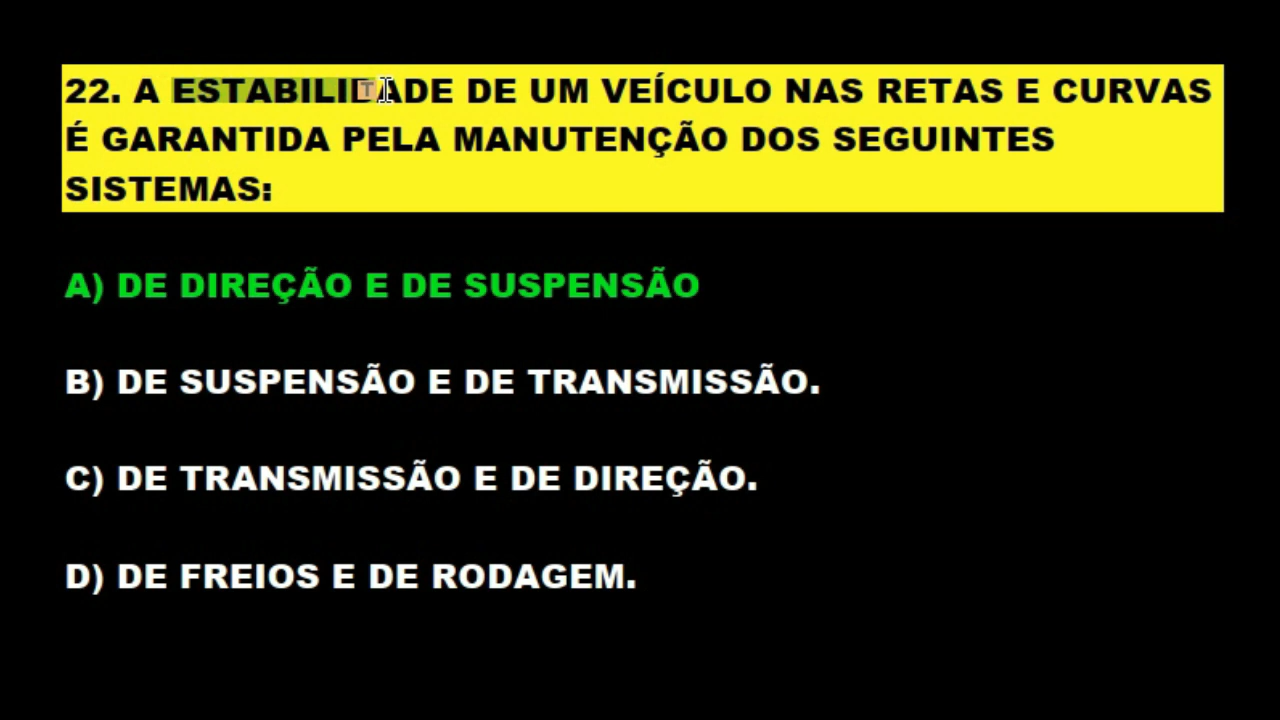 22. A ESTABILIDADE DE UM VEÍCULO NAS RETAS E CURVAS
É GARANTIDA PELA MANUTENÇÃO DOS SEGUINTES
SISTEMAS:
A) DE DIREÇÃO E DE SUSPENSÃO
B) DE SUSPENSÃO E DE TRANSMISSÃO.
C) DE TRANSMISSÃO E DE DIREÇÃO.
D) DE FREIOS E DE RODAGEM.